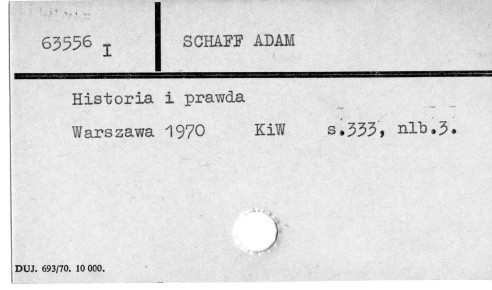 63556 I
SCHAFF ADAM
Historia i prawda
Warszawa 1970 KiW s.333, nlb.3.
DUJ. 693/70. 10 000.